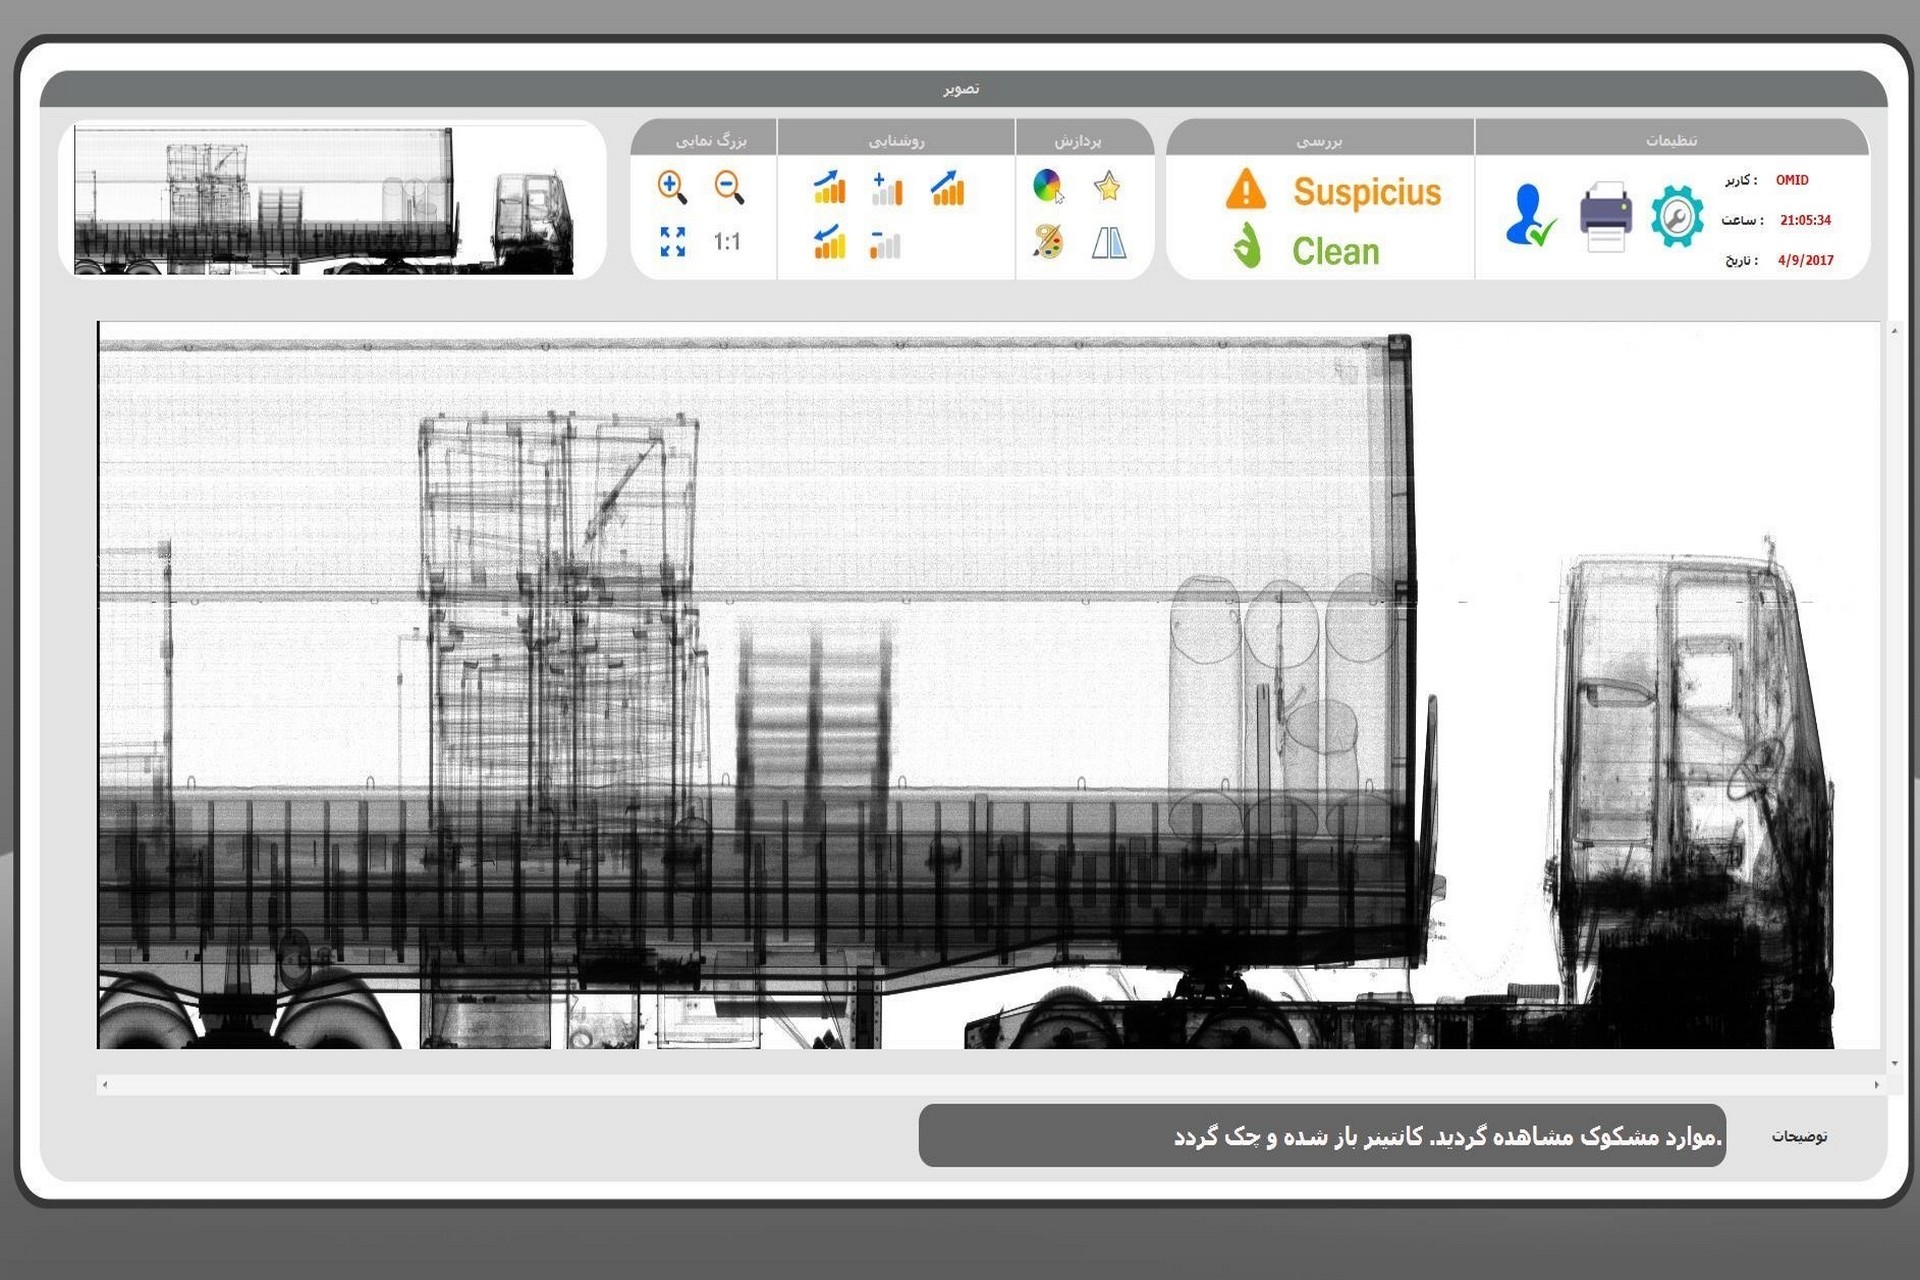 تصویر
بزرگ نمایی
روشنایی
پردازش
بررسی
تنظیمات
1:1
Suspicius
Clean
کاربر : OMID
ساعت : 21:05:34
تاریخ : 4/9/2017
توضیحات
.موارد مشکوک مشاهده گردید. کانتینر باز شده و چک گردد